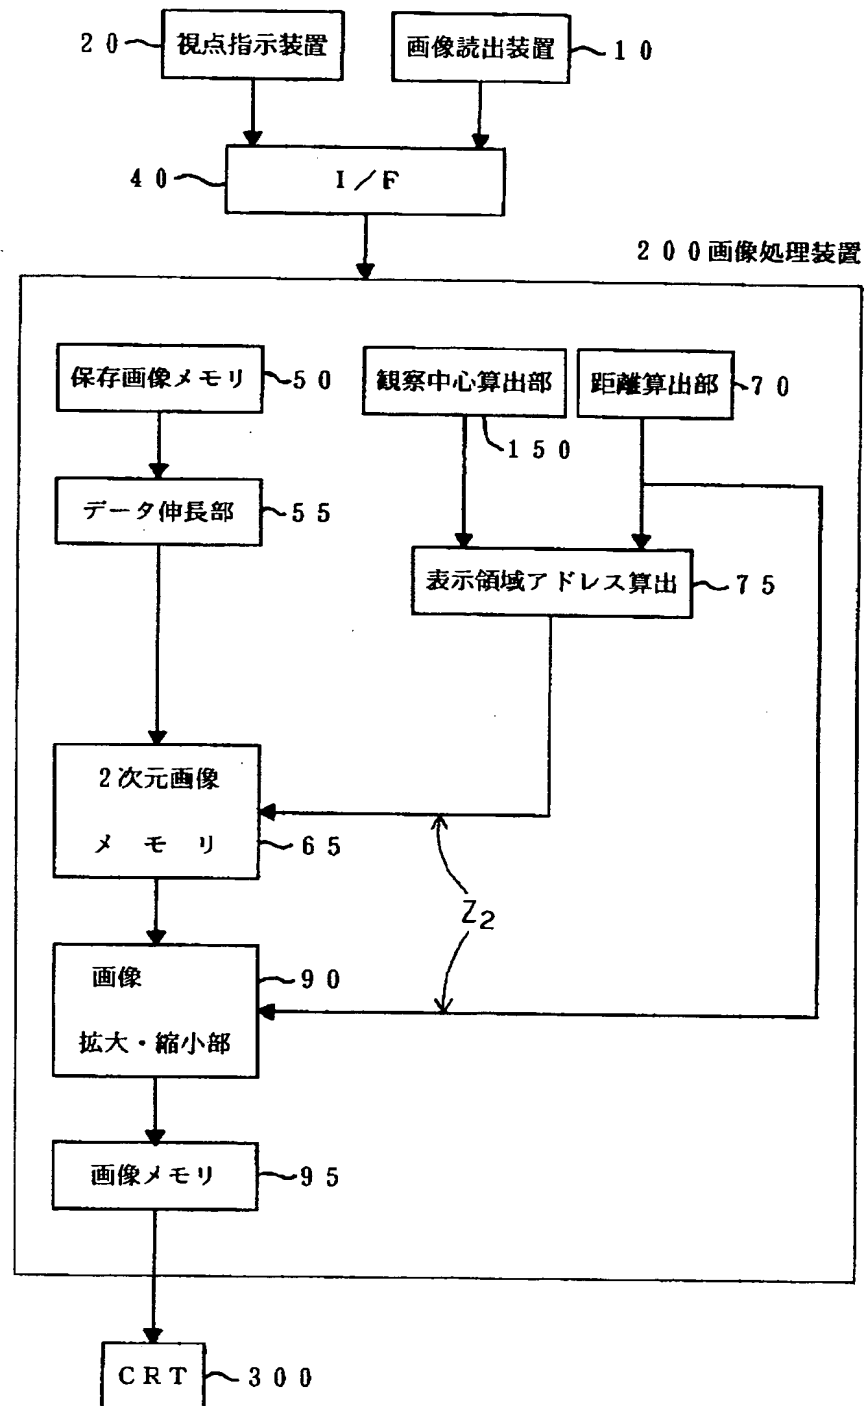 20 視点指示装置
画像読出装置 10
40 I/F
200画像処理装置
保存画像メモリ 50
観察中心算出部
150
距離算出部 70
データ伸長部 55
表示領域アドレス算出 75
2次元画像
メモリ 65
Z2
画像 90
拡大・縮小部
画像メモリ 95
CRT 300